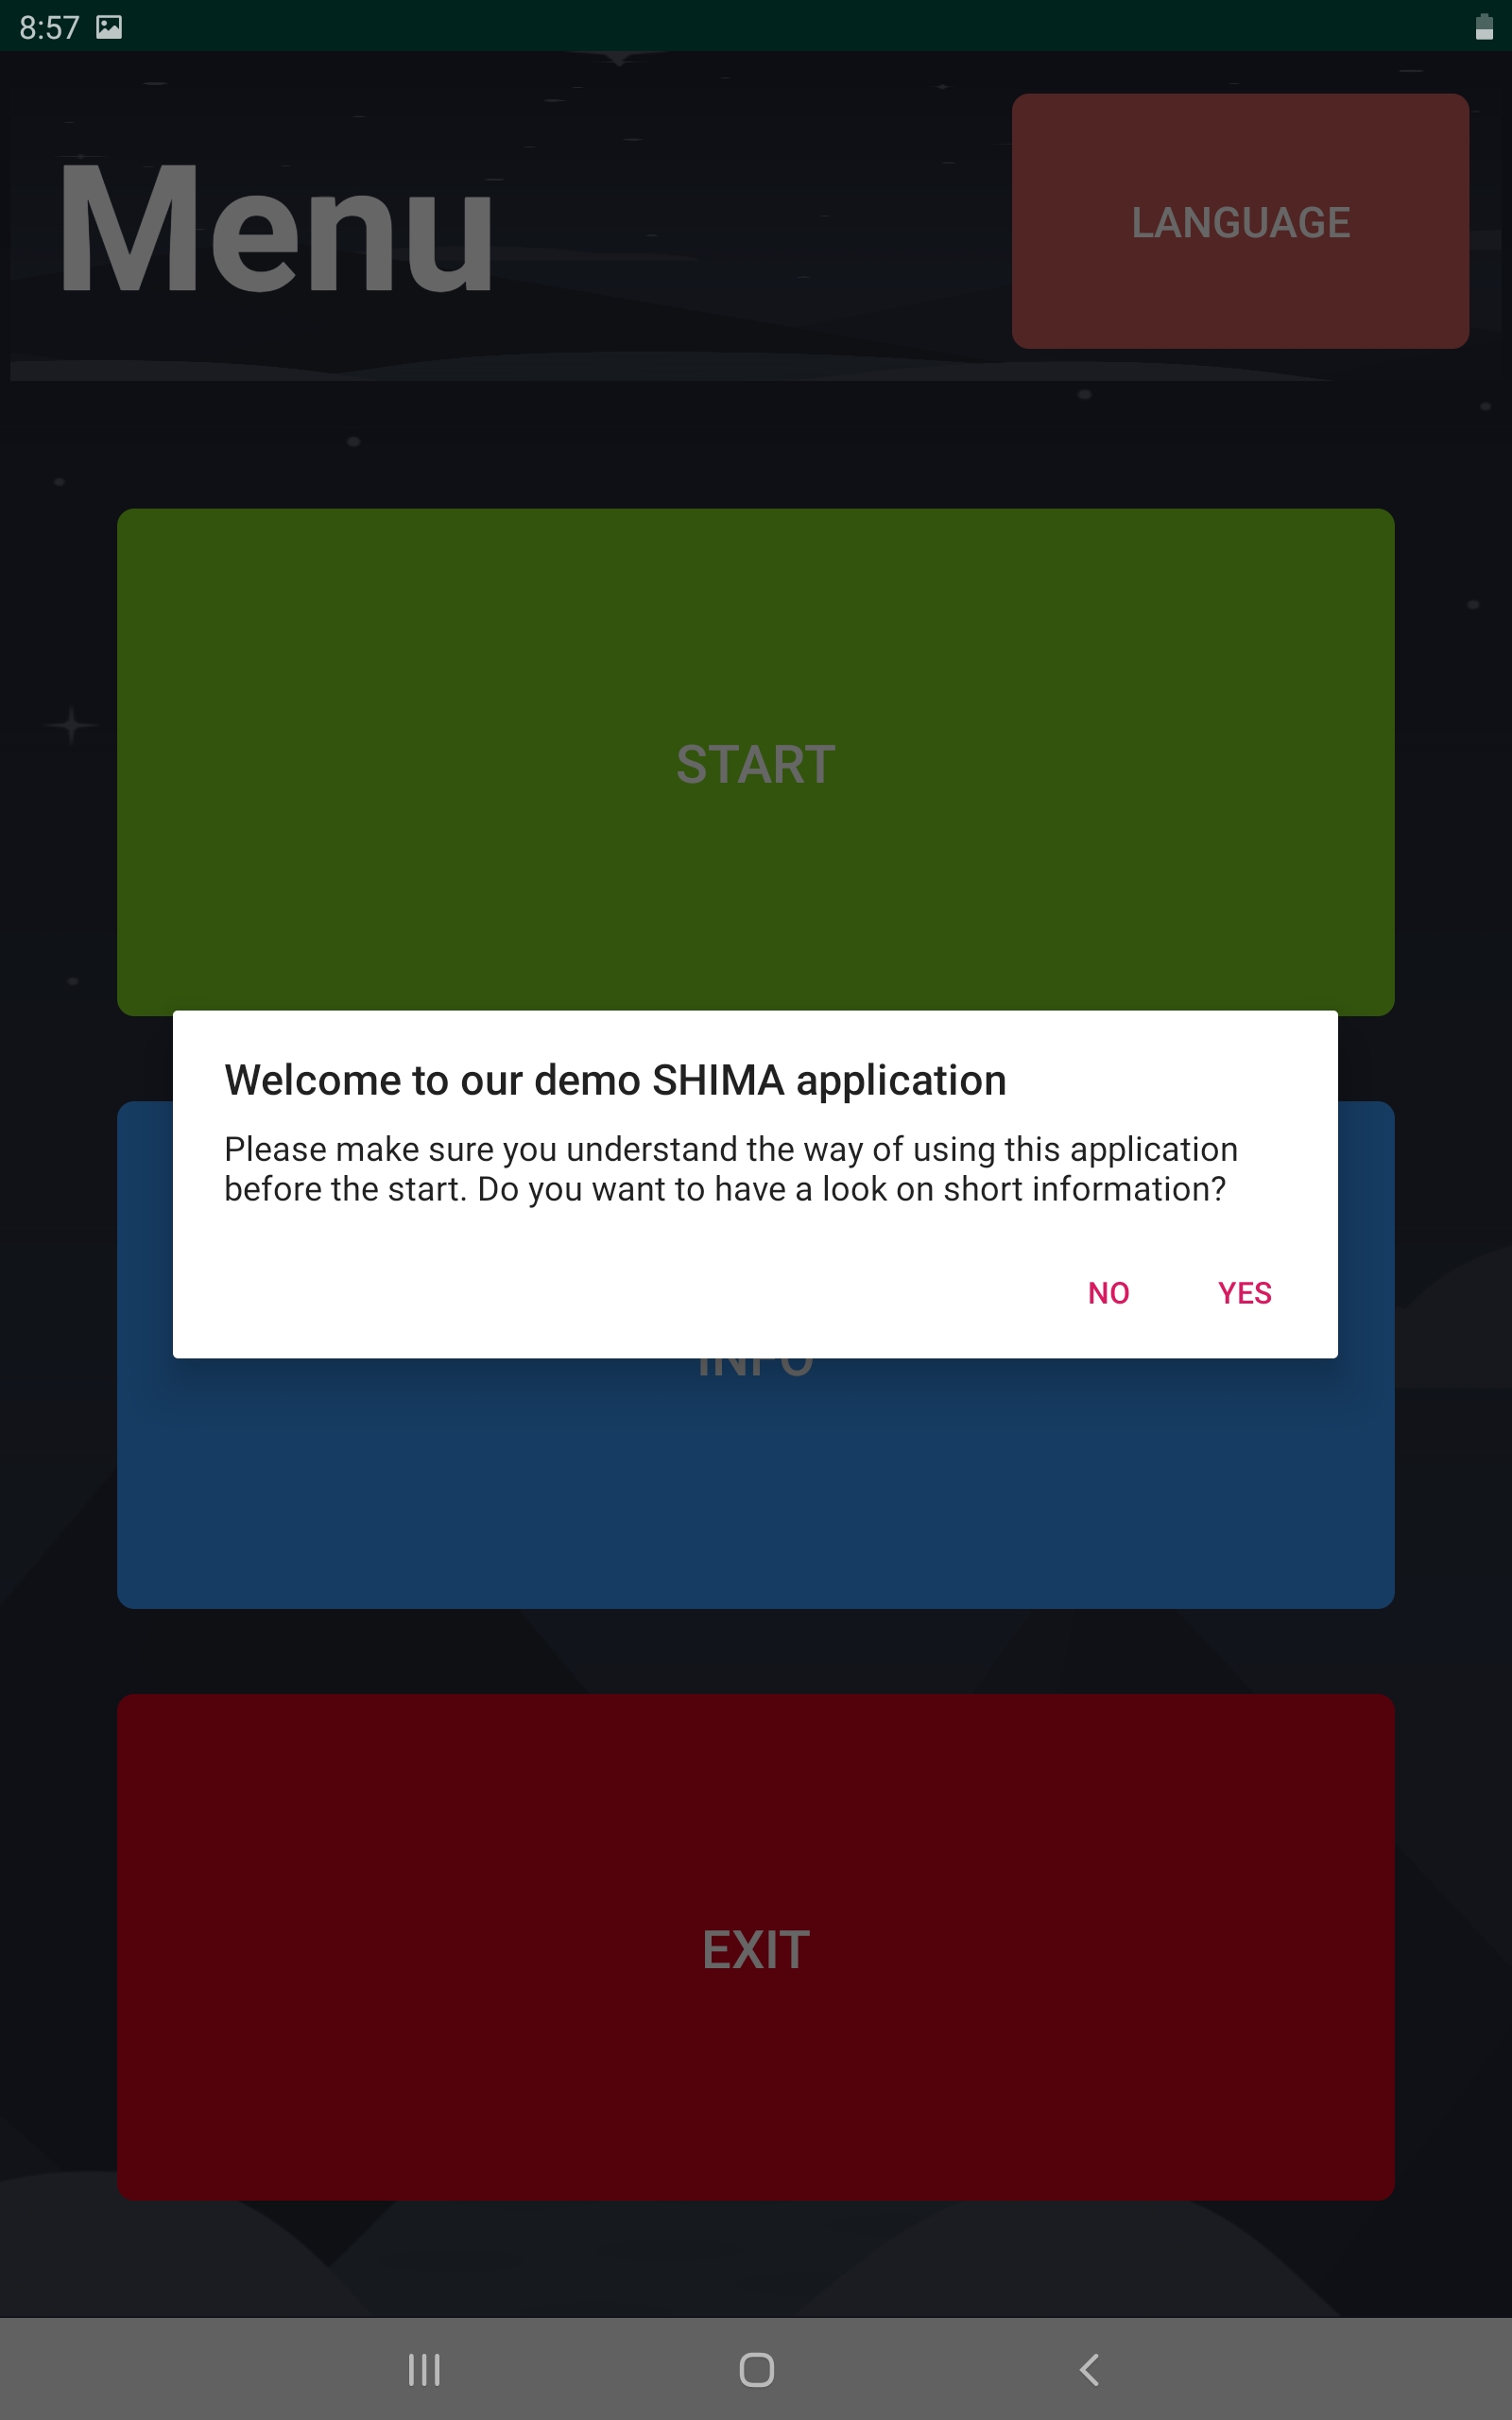 8:57
Menu
LANGUAGE
START
Welcome to our demo SHIMA application
Please make sure you understand the way of using this application
before the start. Do you want to have a look on short information?
NO YES
INFO
EXIT